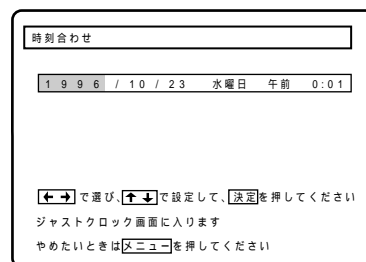 時刻合わせ
1996 / 10 / 23 水曜日 午前 0:01
← → で選び、↑ ↓ で設定して、決定を押してください
ジャストクロック画面に入ります
やめたいときはメニューを押してください